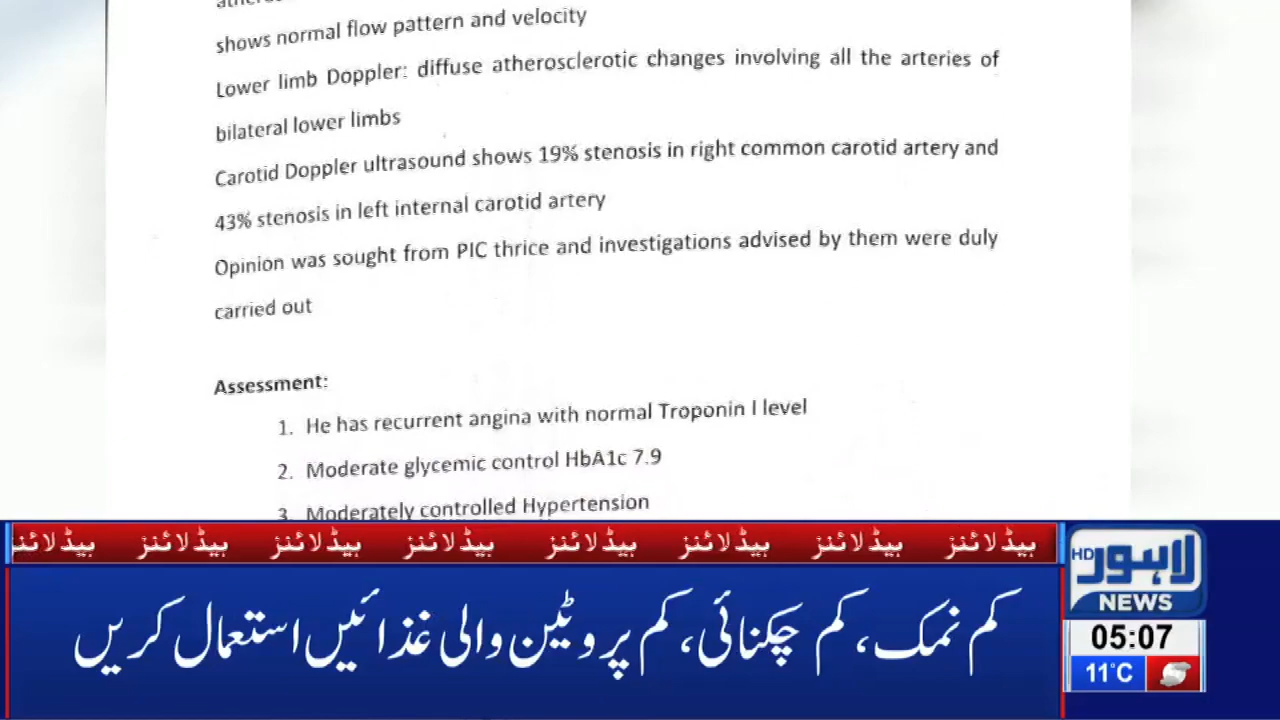 shows normal flow pattern and velocity
Lower limb Doppler: diffuse atherosclerotic changes involving all the arteries of
bilateral lower limbs
Carotid Doppler ultrasound shows 19% stenosis in right common carotid artery and
43% stenosis in left internal carotid artery
Opinion was sought from PIC thrice and investigations advised by them were duly
carried out
Assessment:
1. He has recurrent angina with normal Troponin I level
2. Moderate glycemic control HbA1c 7.9
3. Moderately controlled Hypertension
ہیڈلائنز ہیڈلائنز ہیڈلائنز ہیڈلائنز ہیڈلائنز ہیڈلائنز ہیڈلائنز ہیڈلائنز
کم نمک، کم چکنائی، کم پروٹین والی غذائیں استعمال کریں
لاہور HD
NEWS
05:07
11°C